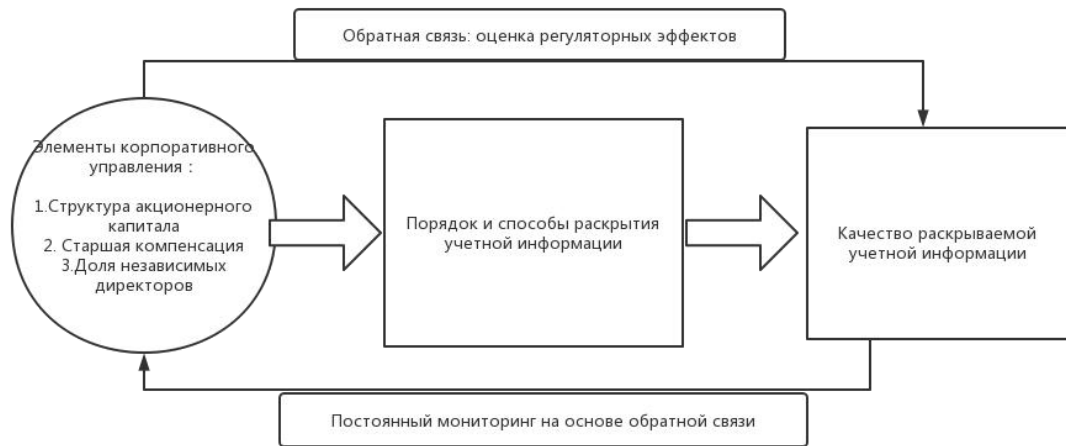 Обратная связь: оценка регуляторных эффектов
Элементы корпоративного
управления :
1.Структура акционерного
капитала
2. Старшая компенсация
3.Доля независимых
директоров
Порядок и способы раскрытия
учетной информации
Качество раскрываемой
учетной информации
Постоянный мониторинг на основе обратной связи